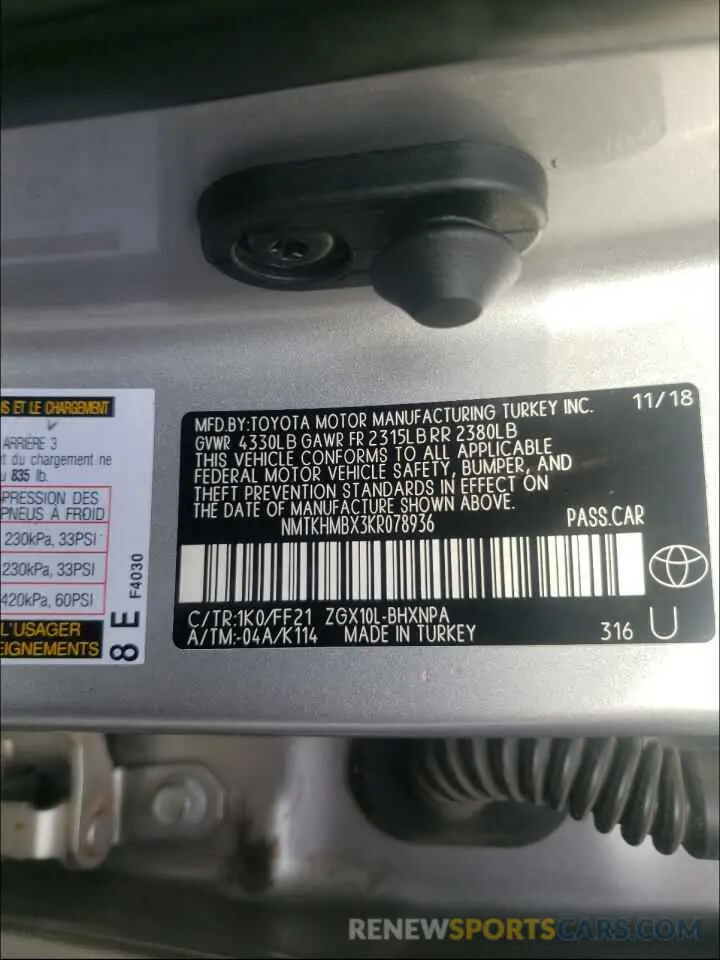 S ET LE CHARGEMENT
ARRIÈRE 3
t du chargement ne
835 lb.
PRESSION DES
PNEUS À FROID
230kPa, 33PSI
230kPa, 33PSI
420kPa, 60PSI
L'USAGER
EIGNEMENTS
8 E
F4030
MFD.BY:TOYOTA MOTOR MANUFACTURING TURKEY INC. 11/18
GVWR 4330LB GAWR FR 2315LB RR 2380LB
THIS VEHICLE CONFORMS TO ALL APPLICABLE
FEDERAL MOTOR VEHICLE SAFETY, BUMPER, AND
THEFT PREVENTION STANDARDS IN EFFECT ON
THE DATE OF MANUFACTURE SHOWN ABOVE.
NMTKHMBX3KR078936 PASS.CAR
C/TR:1K0/FF21 ZGX10L-BHXNPA
A/TM:-04A/K114 MADE IN TURKEY 316 U
RENEWSPORTSCARS.COM